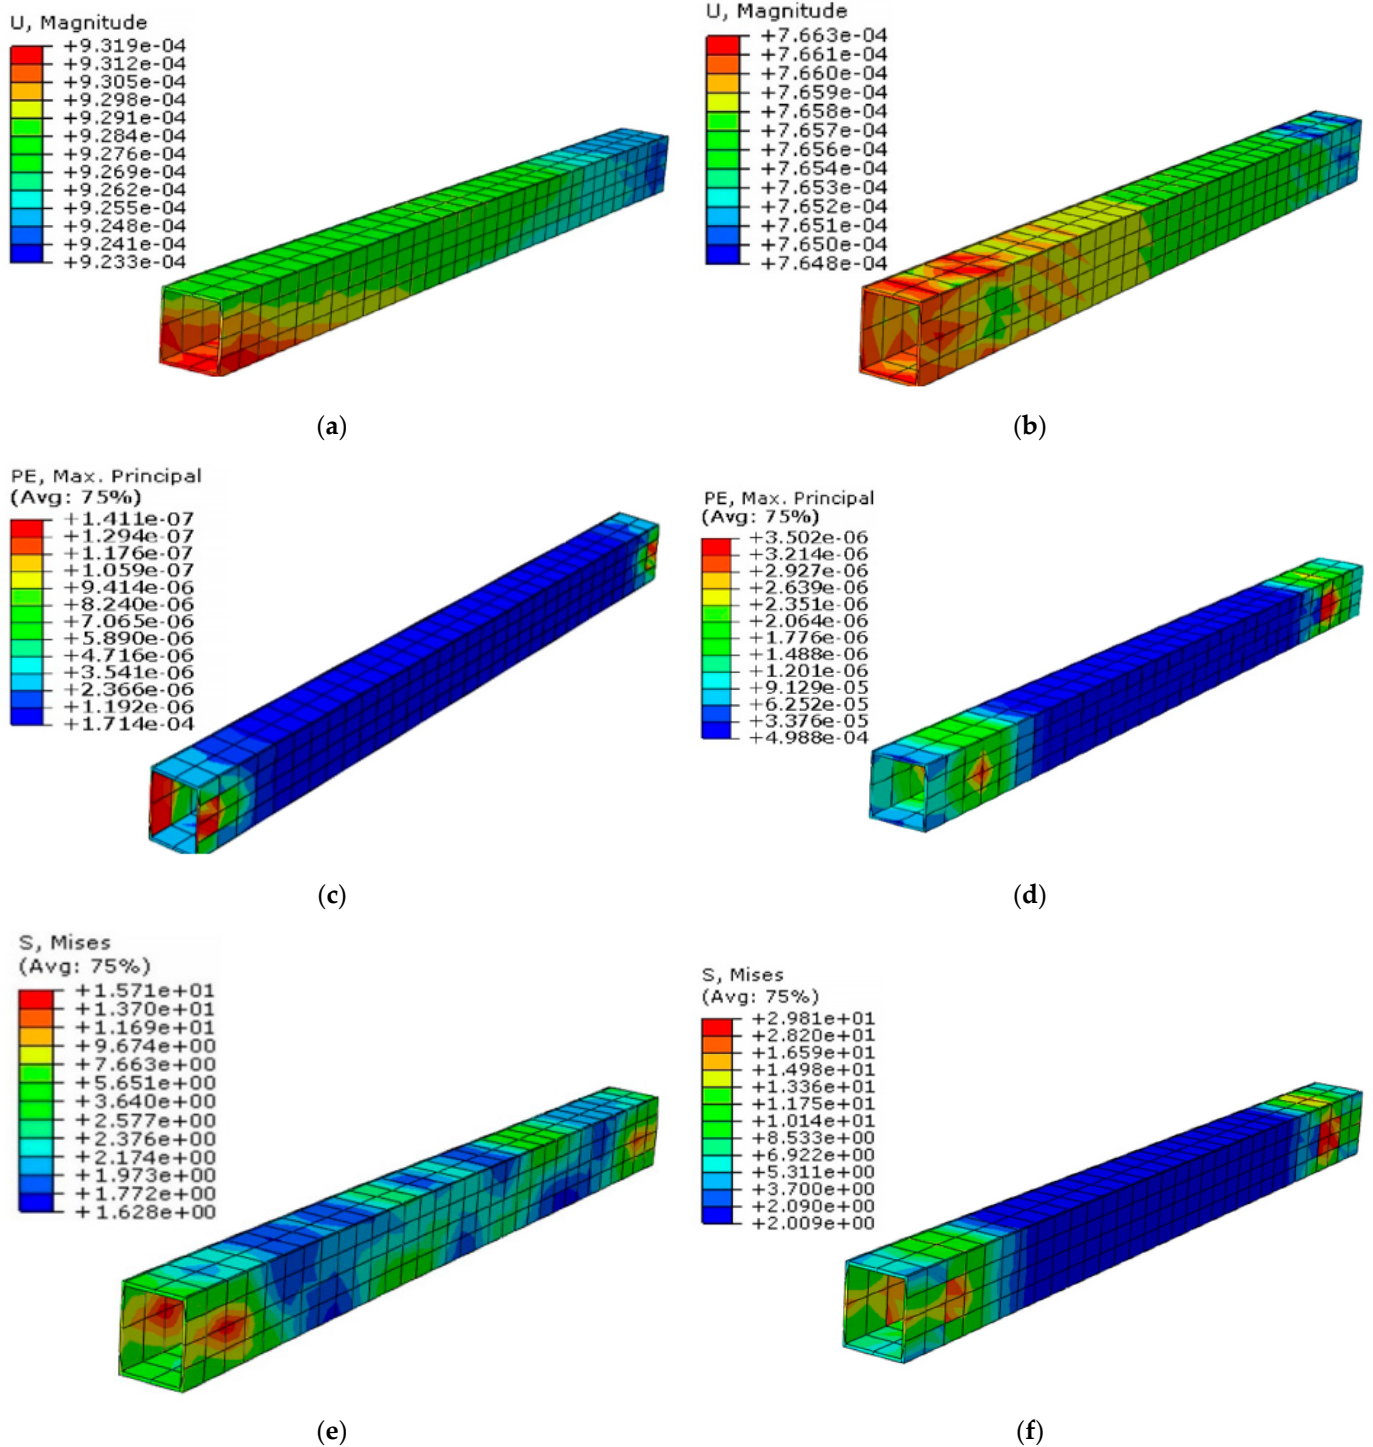 U, Magnitude
+9.319e-04
+9.312e-04
+9.305e-04
+9.298e-04
+9.291e-04
+9.284e-04
+9.276e-04
+9.269e-04
+9.262e-04
+9.255e-04
+9.248e-04
+9.241e-04
+9.233e-04
(a)
U, Magnitude
+7.663e-04
+7.661e-04
+7.660e-04
+7.659e-04
+7.658e-04
+7.657e-04
+7.656e-04
+7.654e-04
+7.653e-04
+7.652e-04
+7.651e-04
+7.650e-04
+7.648e-04
(b)
PE, Max. Principal
(Avg: 75%)
+1.411e-07
+1.294e-07
+1.176e-07
+1.059e-07
+9.414e-06
+8.240e-06
+7.065e-06
+5.890e-06
+4.716e-06
+3.541e-06
+2.366e-06
+1.192e-06
+1.714e-04
(c)
PE, Max. Principal
(Avg: 75%)
+3.502e-06
+3.214e-06
+2.927e-06
+2.639e-06
+2.351e-06
+2.064e-06
+1.776e-06
+1.488e-06
+1.201e-06
+9.129e-05
+6.252e-05
+3.376e-05
+4.988e-04
(d)
S, Mises
(Avg: 75%)
+1.571e+01
+1.370e+01
+1.169e+01
+9.674e+00
+7.663e+00
+5.651e+00
+3.640e+00
+2.577e+00
+2.376e+00
+2.174e+00
+1.973e+00
+1.772e+00
+1.628e+00
(e)
S, Mises
(Avg: 75%)
+2.981e+01
+2.820e+01
+1.659e+01
+1.498e+01
+1.336e+01
+1.175e+01
+1.014e+01
+8.533e+00
+6.922e+00
+5.311e+00
+3.700e+00
+2.090e+00
+2.009e+00
(f)